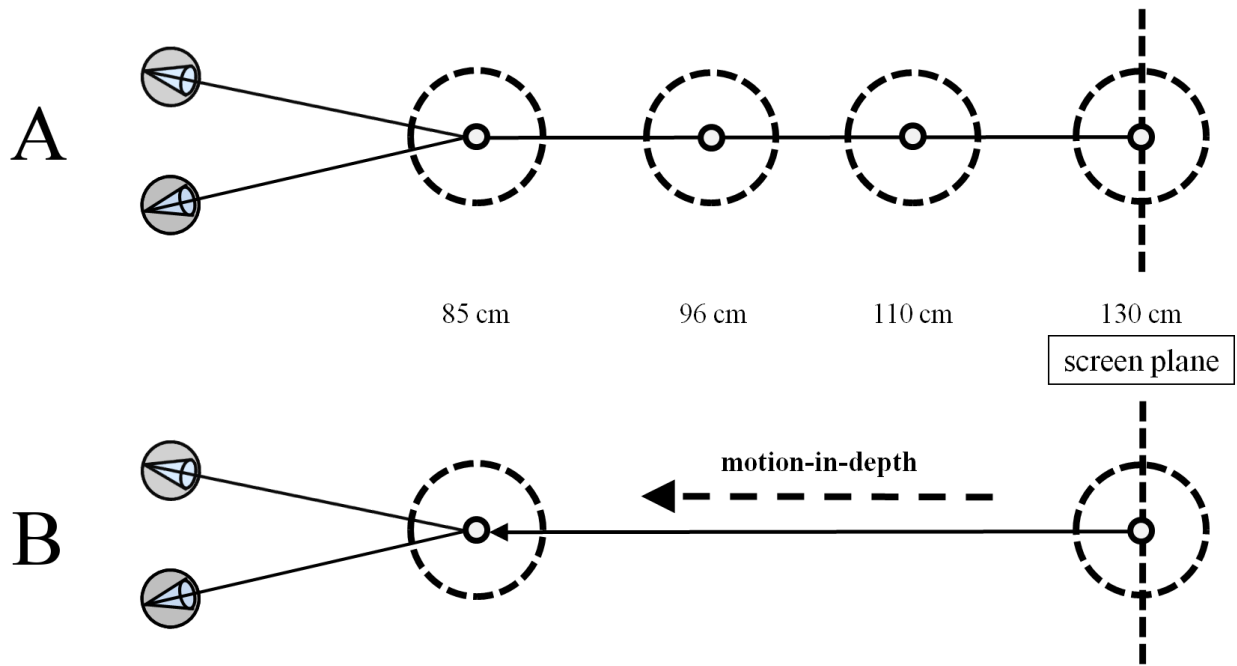 A
85 cm
96 cm
110 cm
130 cm
screen plane
motion-in-depth
B